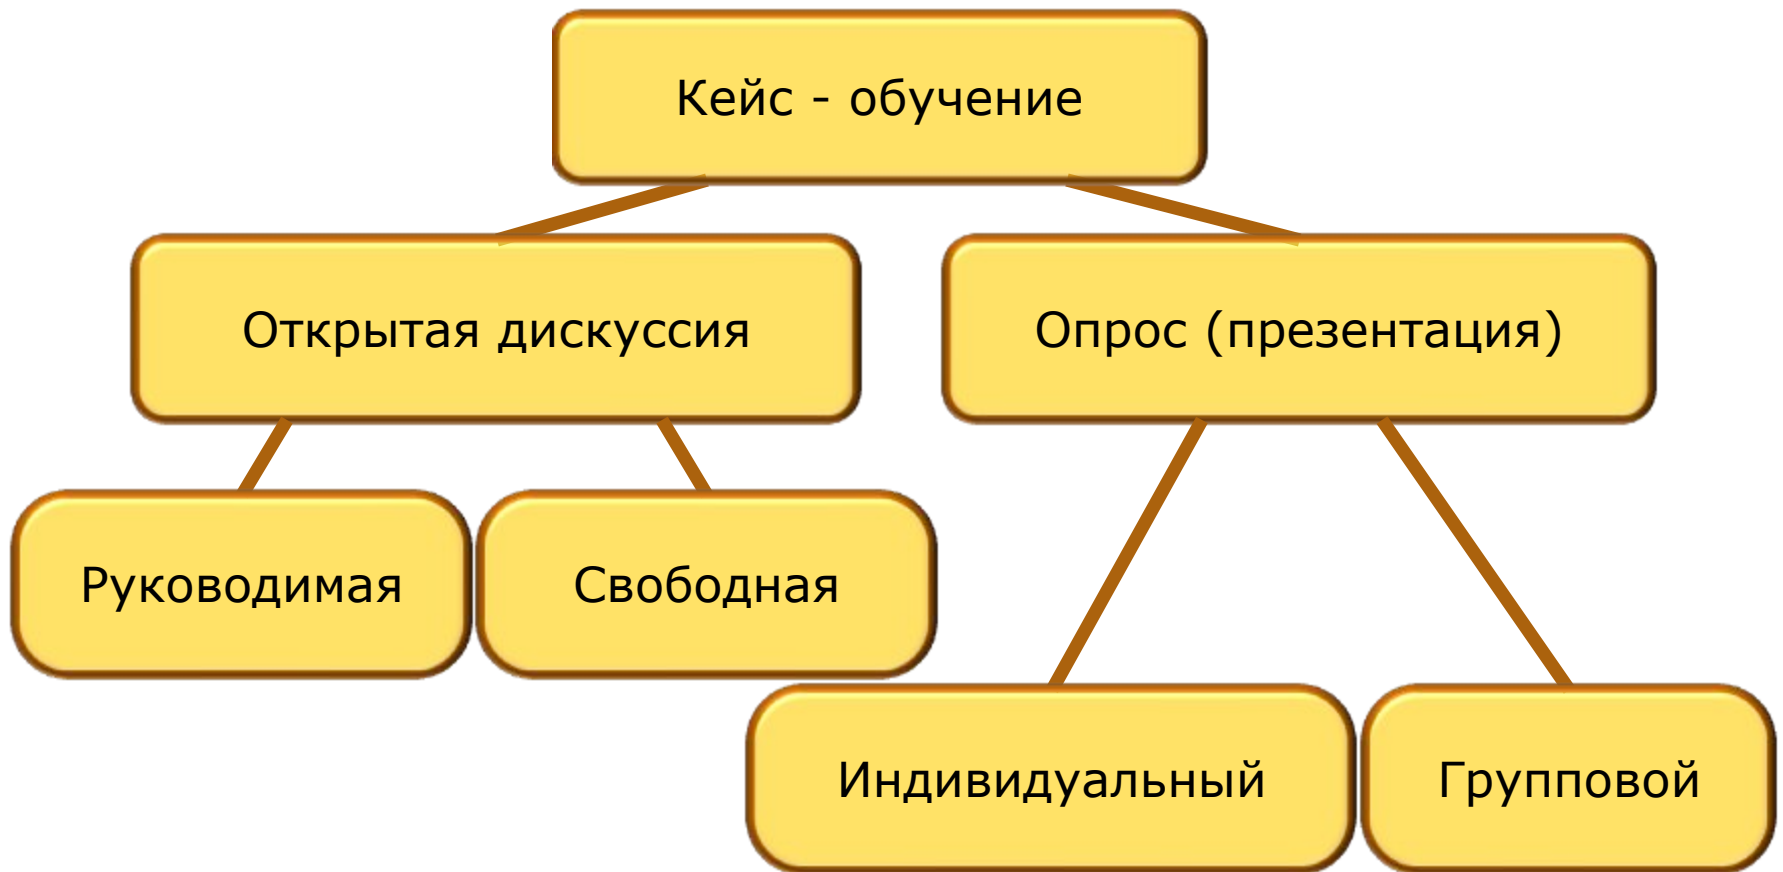 Кейс - обучение
Открытая дискуссия
Опрос (презентация)
Руководимая
Свободная
Индивидуальный
Групповой